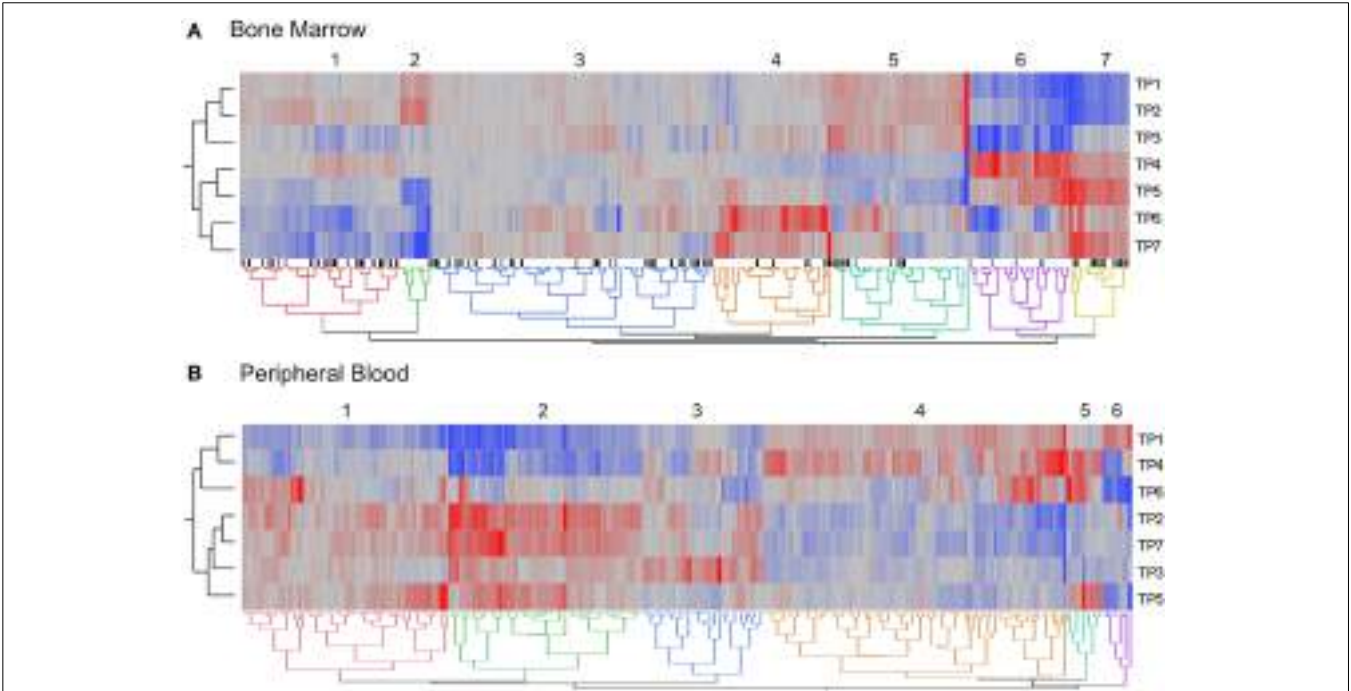 A Bone Marrow
1 2 3 4 5 6 7
TP1
TP2
TP3
TP4
TP5
TP6
TP7
B Peripheral Blood
1 2 3 4 5 6
TP1
TP4
TP6
TP2
TP7
TP3
TP5